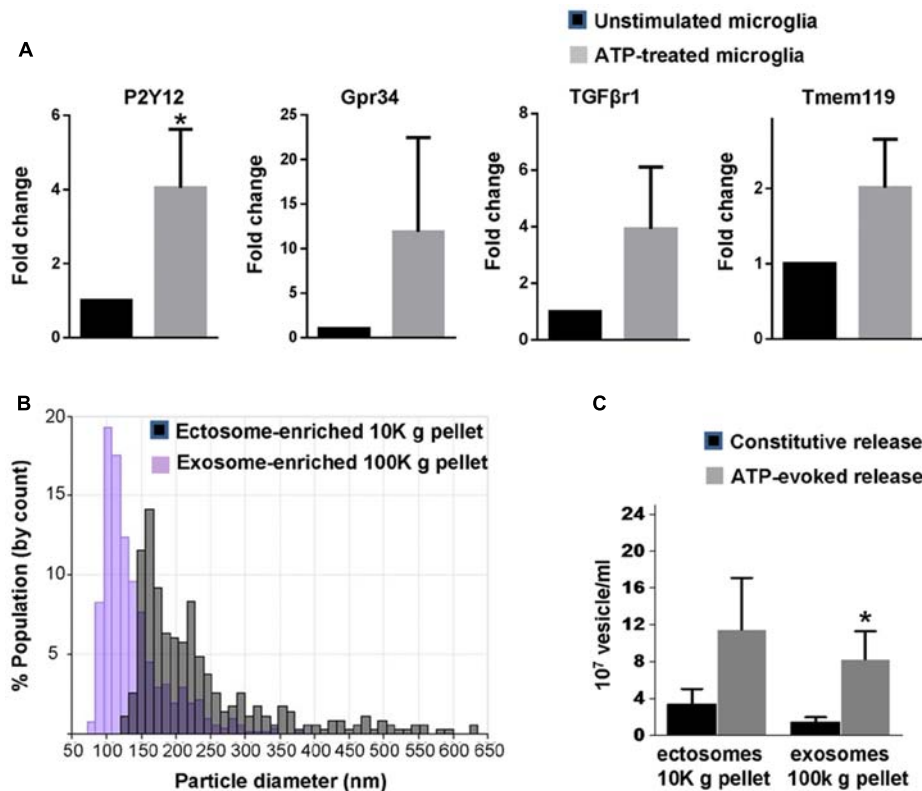 Unstimulated microglia
A
ATP-treated microglia
P2Y12
Gpr34
TGFβr1
Tmem119
Fold change
6
4
2
0
*
Fold change
25
20
15
10
5
0
Fold change
8
6
4
2
0
Fold change
2
1
0
B
C
% Population (by count)
20
15
10
5
Ectosome-enriched 10K g pellet
Exosome-enriched 100K g pellet
50 100 150 200 250 300 350 400 450 500 550 600 650
Particle diameter (nm)
Constitutive release
ATP-evoked release
10⁷ vesicle/ml
24
20
16
12
8
4
0
*
ectosomes exosomes
10K g pellet 100k g pellet